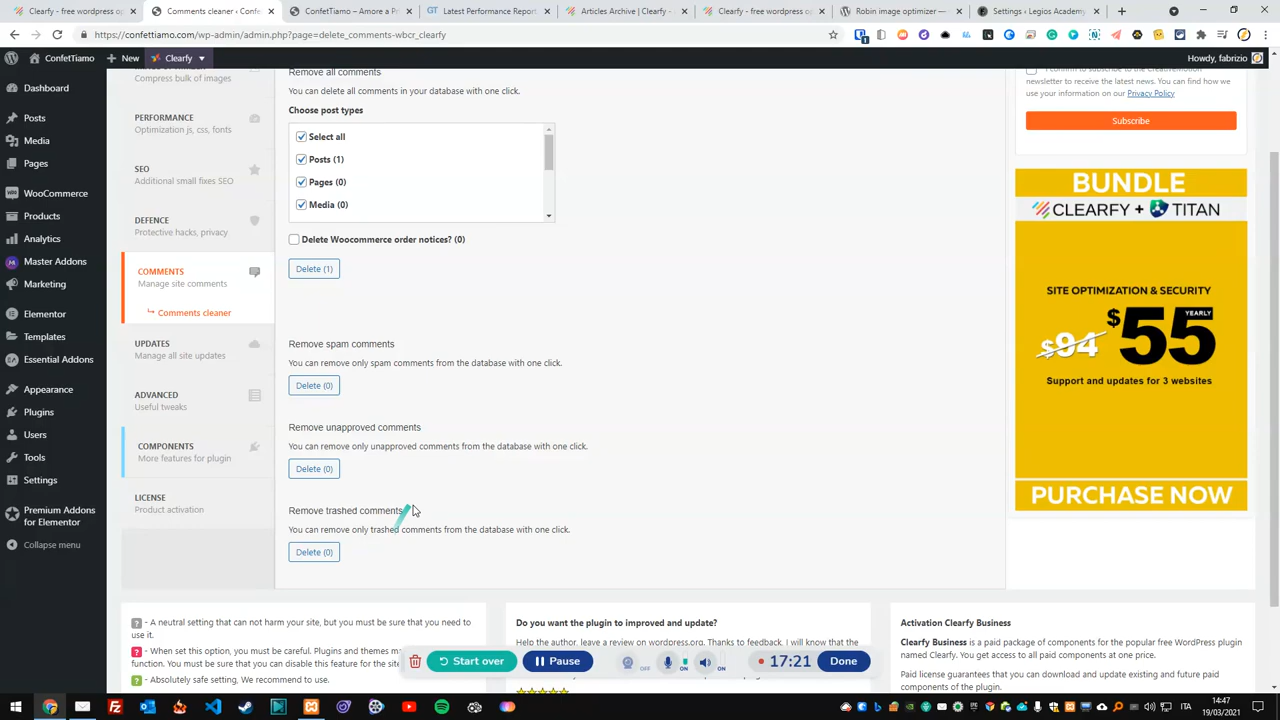 Clearfy - free wordpress o
Comments cleaner ‹ Confe
ConfetTiamo - Amore a P
Latest Performance Report
Articles Archive | Clearfy -
Clearfy - free wordpress op
Robin image optimizer —
Settings ‹ Legios Academy
confettiamo.com/wp-admin/admin.php?page=delete_comments-wbcr_clearfy
ConfetTiamo
New
Clearfy
Howdy, fabrizio
Dashboard
Posts
Media
Pages
WooCommerce
Products
Analytics
Master Addons
Marketing
Elementor
Templates
Essential Addons
Appearance
Plugins
Users
Tools
Settings
Premium Addons
for Elementor
Collapse menu
Compress bulk of images
PERFORMANCE
Optimization js, css, fonts
SEO
Additional small fixes SEO
DEFENCE
Protective hacks, privacy
COMMENTS
Manage site comments
Comments cleaner
UPDATES
Manage all site updates
ADVANCED
Useful tweaks
COMPONENTS
More features for plugin
LICENSE
Product activation
Remove all comments
You can delete all comments in your database with one click.
Choose post types
Select all
Posts (1)
Pages (0)
Media (0)
Delete Woocommerce order notices? (0)
Delete (1)
Remove spam comments
You can remove only spam comments from the database with one click.
Delete (0)
Remove unapproved comments
You can remove only unapproved comments from the database with one click.
Delete (0)
Remove trashed comments
You can remove only trashed comments from the database with one click.
Delete (0)
newsletter to receive the latest news. You can find how we
use your information on our Privacy Policy
Subscribe
BUNDLE
CLEARFY + TITAN
SITE OPTIMIZATION & SECURITY
$94 $55 YEARLY
Support and updates for 3 websites
PURCHASE NOW
? - A neutral setting that can not harm your site, but you must be sure that you need to
use it.
? - When set this option, you must be careful. Plugins and themes m
function. You must be sure that you can disable this feature for the site
? - Absolutely safe setting, We recommend to use.
Do you want the plugin to improved and update?
Help the author, leave a review on wordpress.org. Thanks to feedback, I will know that the
Activation Clearfy Business
Clearfy Business is a paid package of components for the popular free WordPress plugin
named Clearfy. You get access to all paid components at one price.
Paid license guarantees that you can download and update existing and future paid
components of the plugin.
Start over
Pause
OFF
ON
ON
17:21
Done
ITA
14:47
19/03/2021